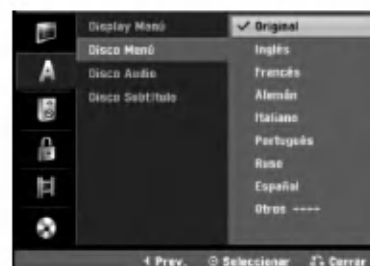 Display Menú
Disco Menú
Disco Audio
Disco Subtítulo
A
✓ Original
Inglés
Francés
Alemán
Italiano
Portugués
Ruso
Español
Otros ----
Prev.
Seleccionar
Cerrar